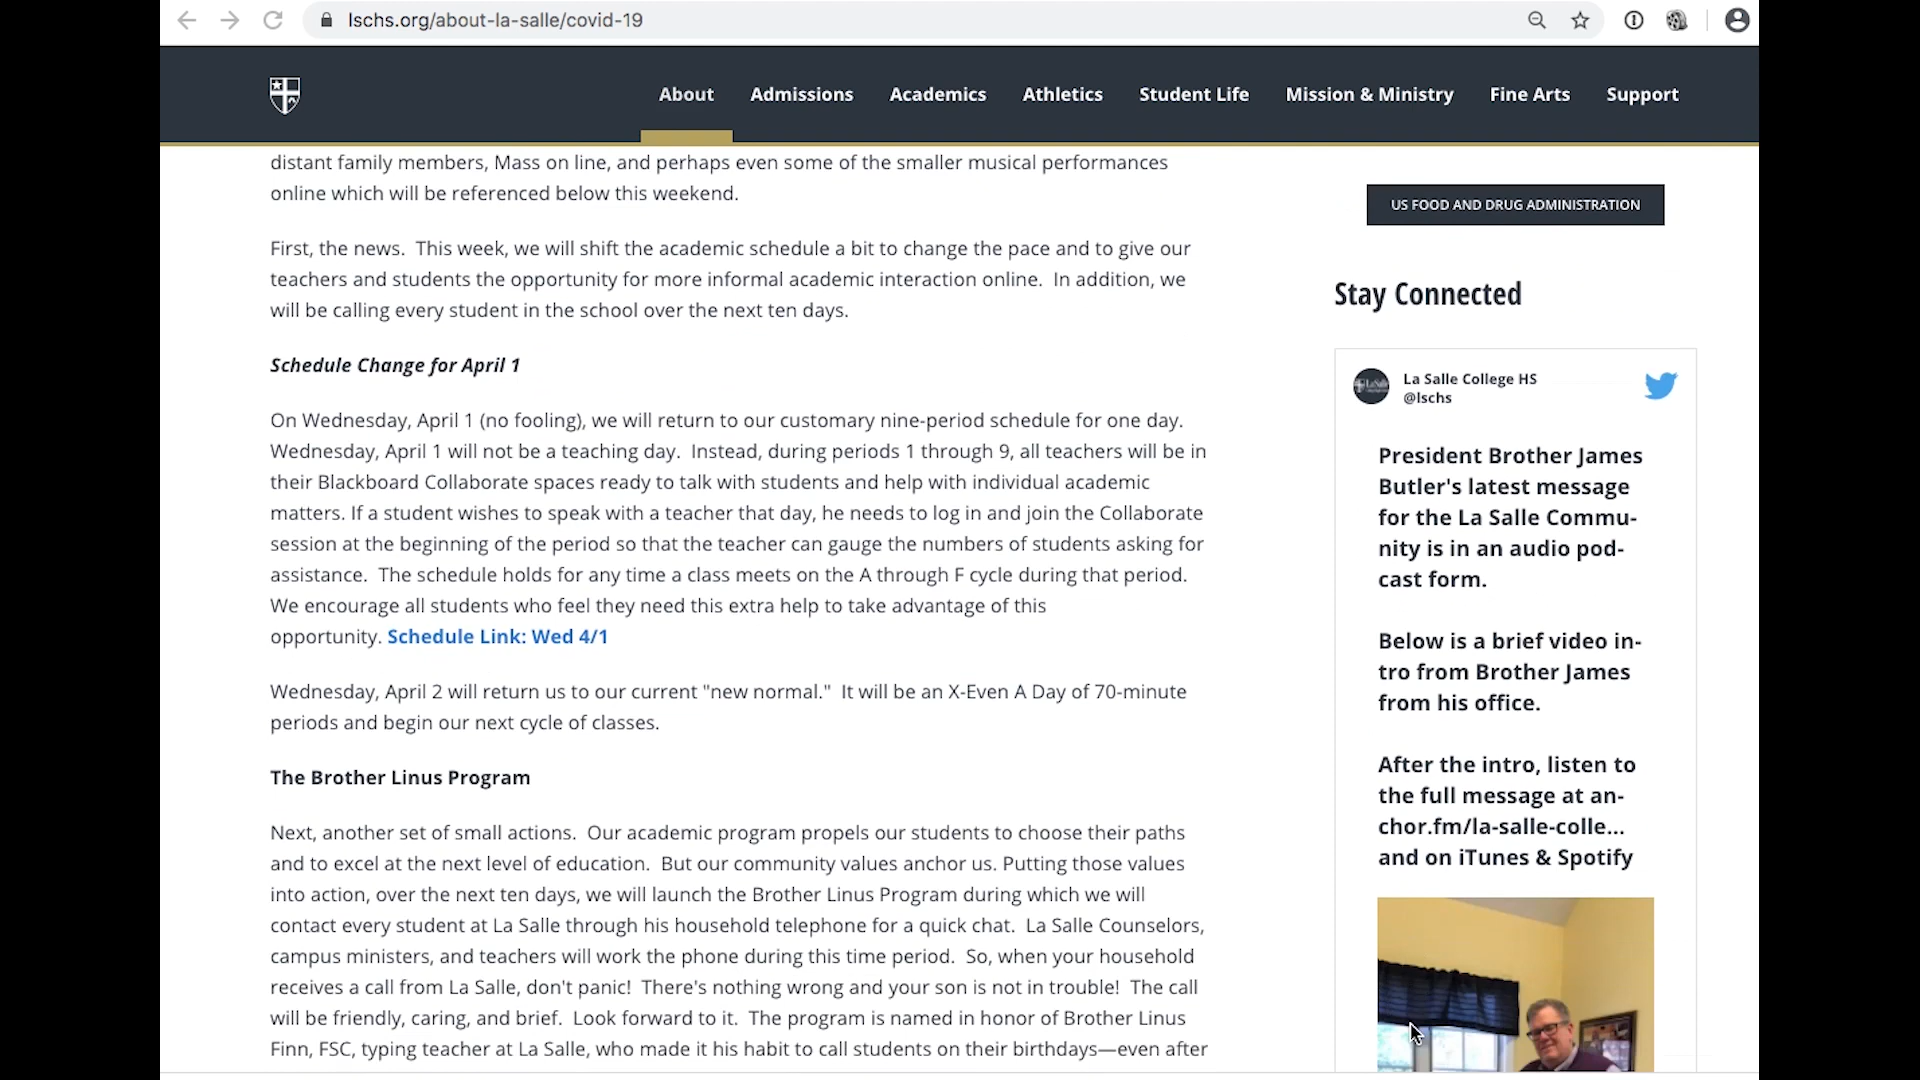 lschs.org/about-la-salle/covid-19
About Admissions Academics Athletics Student Life Mission & Ministry Fine Arts Support
distant family members, Mass on line, and perhaps even some of the smaller musical performances
online which will be referenced below this weekend.
First, the news.  This week, we will shift the academic schedule a bit to change the pace and to give our
teachers and students the opportunity for more informal academic interaction online.  In addition, we
will be calling every student in the school over the next ten days.
Schedule Change for April 1
On Wednesday, April 1 (no fooling), we will return to our customary nine-period schedule for one day.
Wednesday, April 1 will not be a teaching day.  Instead, during periods 1 through 9, all teachers will be in
their Blackboard Collaborate spaces ready to talk with students and help with individual academic
matters. If a student wishes to speak with a teacher that day, he needs to log in and join the Collaborate
session at the beginning of the period so that the teacher can gauge the numbers of students asking for
assistance.  The schedule holds for any time a class meets on the A through F cycle during that period.
We encourage all students who feel they need this extra help to take advantage of this
opportunity. Schedule Link: Wed 4/1
Wednesday, April 2 will return us to our current "new normal."  It will be an X-Even A Day of 70-minute
periods and begin our next cycle of classes.
The Brother Linus Program
Next, another set of small actions.  Our academic program propels our students to choose their paths
and to excel at the next level of education.  But our community values anchor us. Putting those values
into action, over the next ten days, we will launch the Brother Linus Program during which we will
contact every student at La Salle through his household telephone for a quick chat.  La Salle Counselors,
campus ministers, and teachers will work the phone during this time period.  So, when your household
receives a call from La Salle, don't panic!  There's nothing wrong and your son is not in trouble!  The call
will be friendly, caring, and brief.  Look forward to it.  The program is named in honor of Brother Linus
Finn, FSC, typing teacher at La Salle, who made it his habit to call students on their birthdays—even after
US FOOD AND DRUG ADMINISTRATION
Stay Connected
La Salle
La Salle College HS
@lschs
President Brother James
Butler's latest message
for the La Salle Commu-
nity is in an audio pod-
cast form.
Below is a brief video in-
tro from Brother James
from his office.
After the intro, listen to
the full message at an-
chor.fm/la-salle-colle...
and on iTunes & Spotify